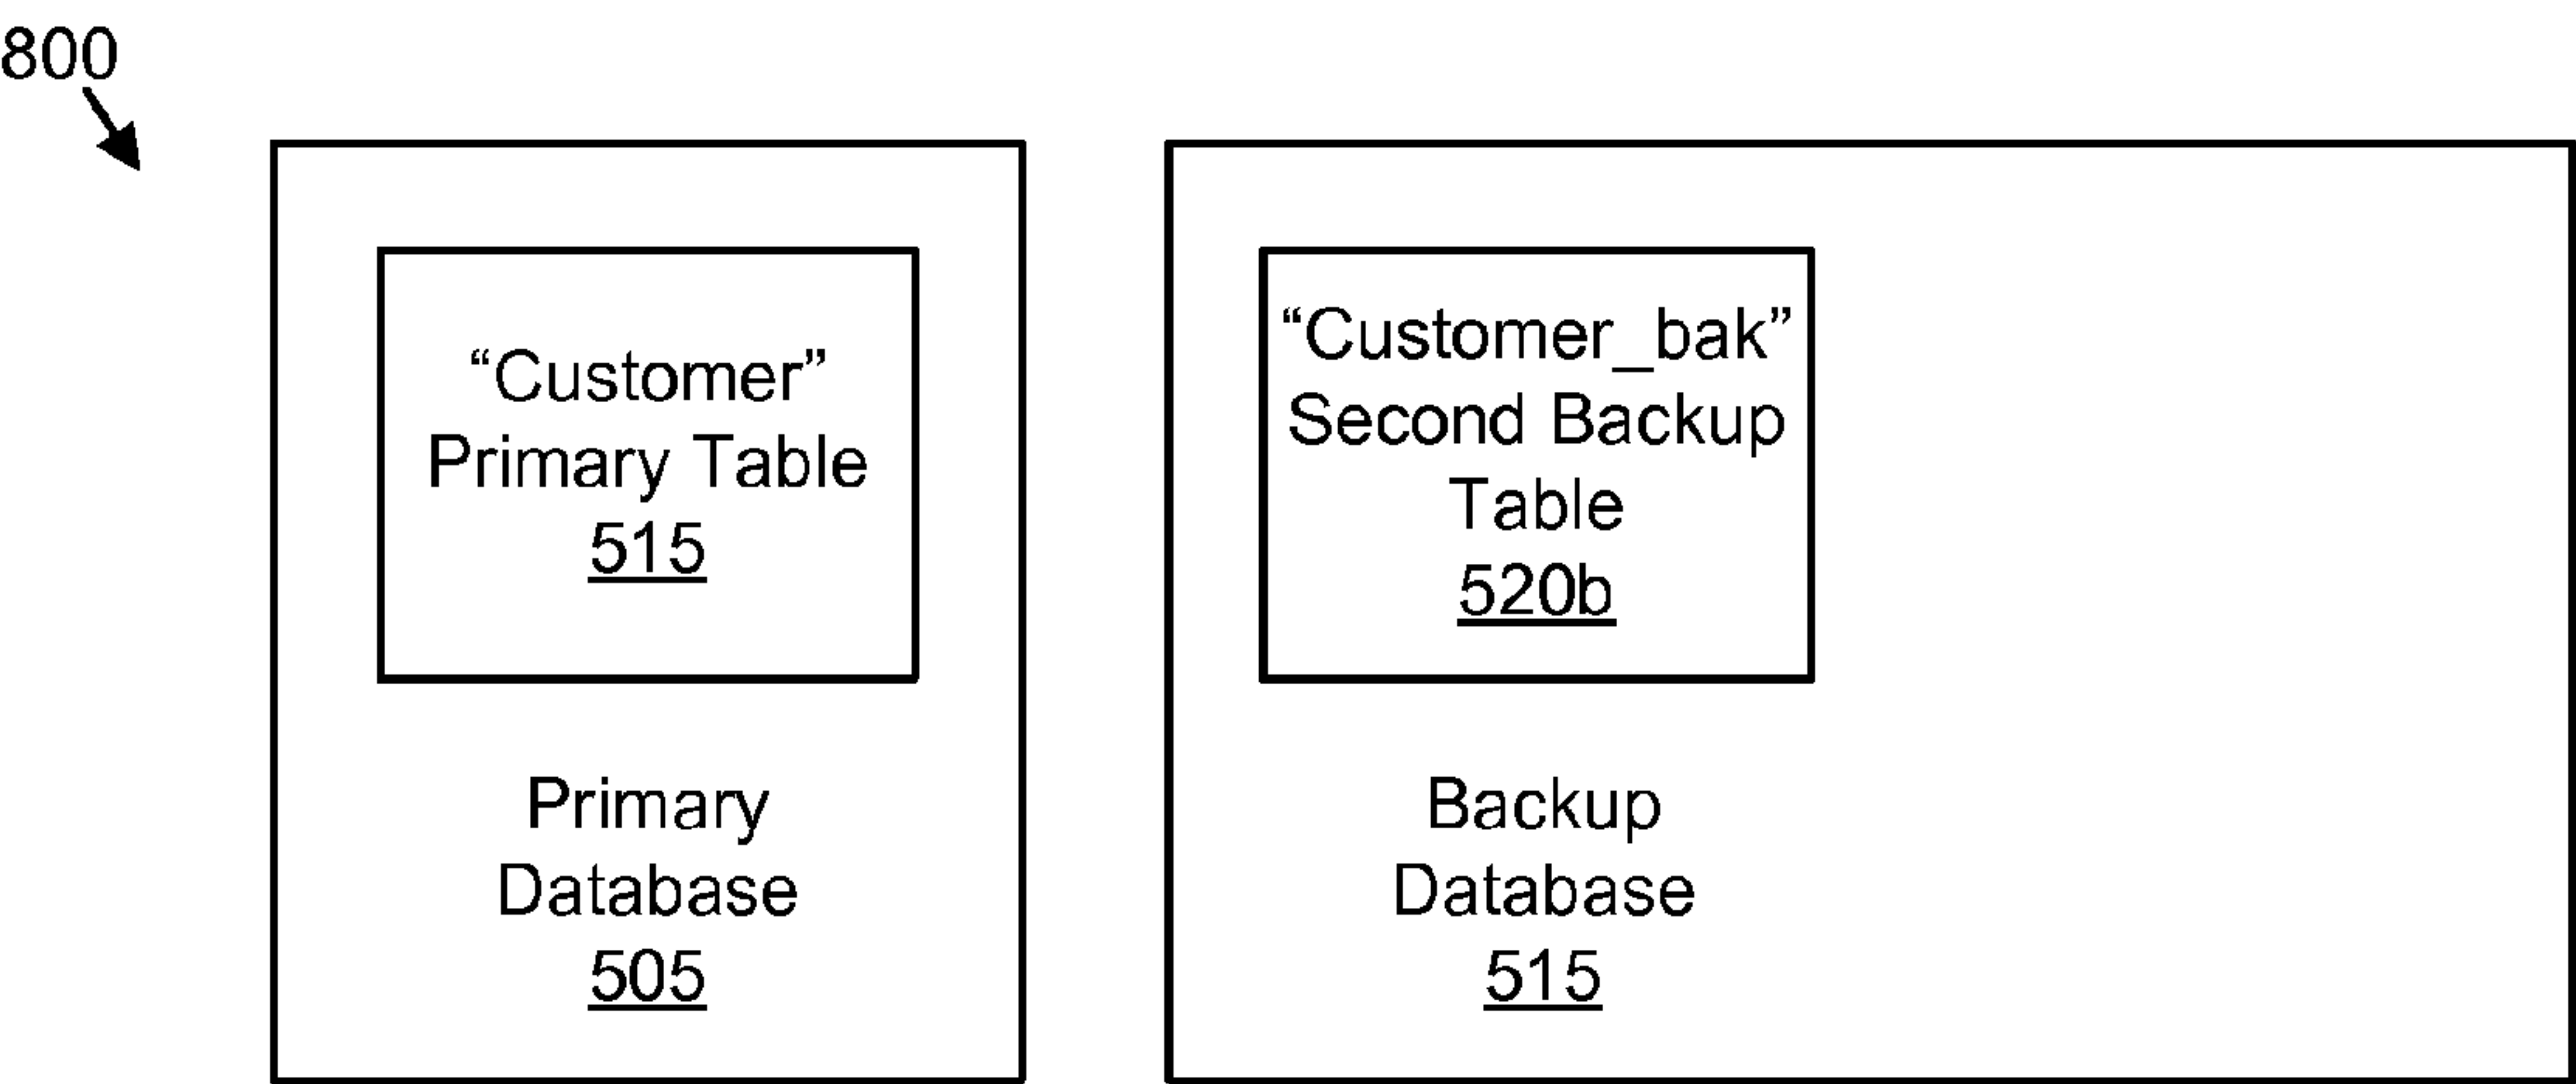 800
“Customer”
Primary Table
515
Primary
Database
505
“Customer_bak”
Second Backup
Table
520b
Backup
Database
515